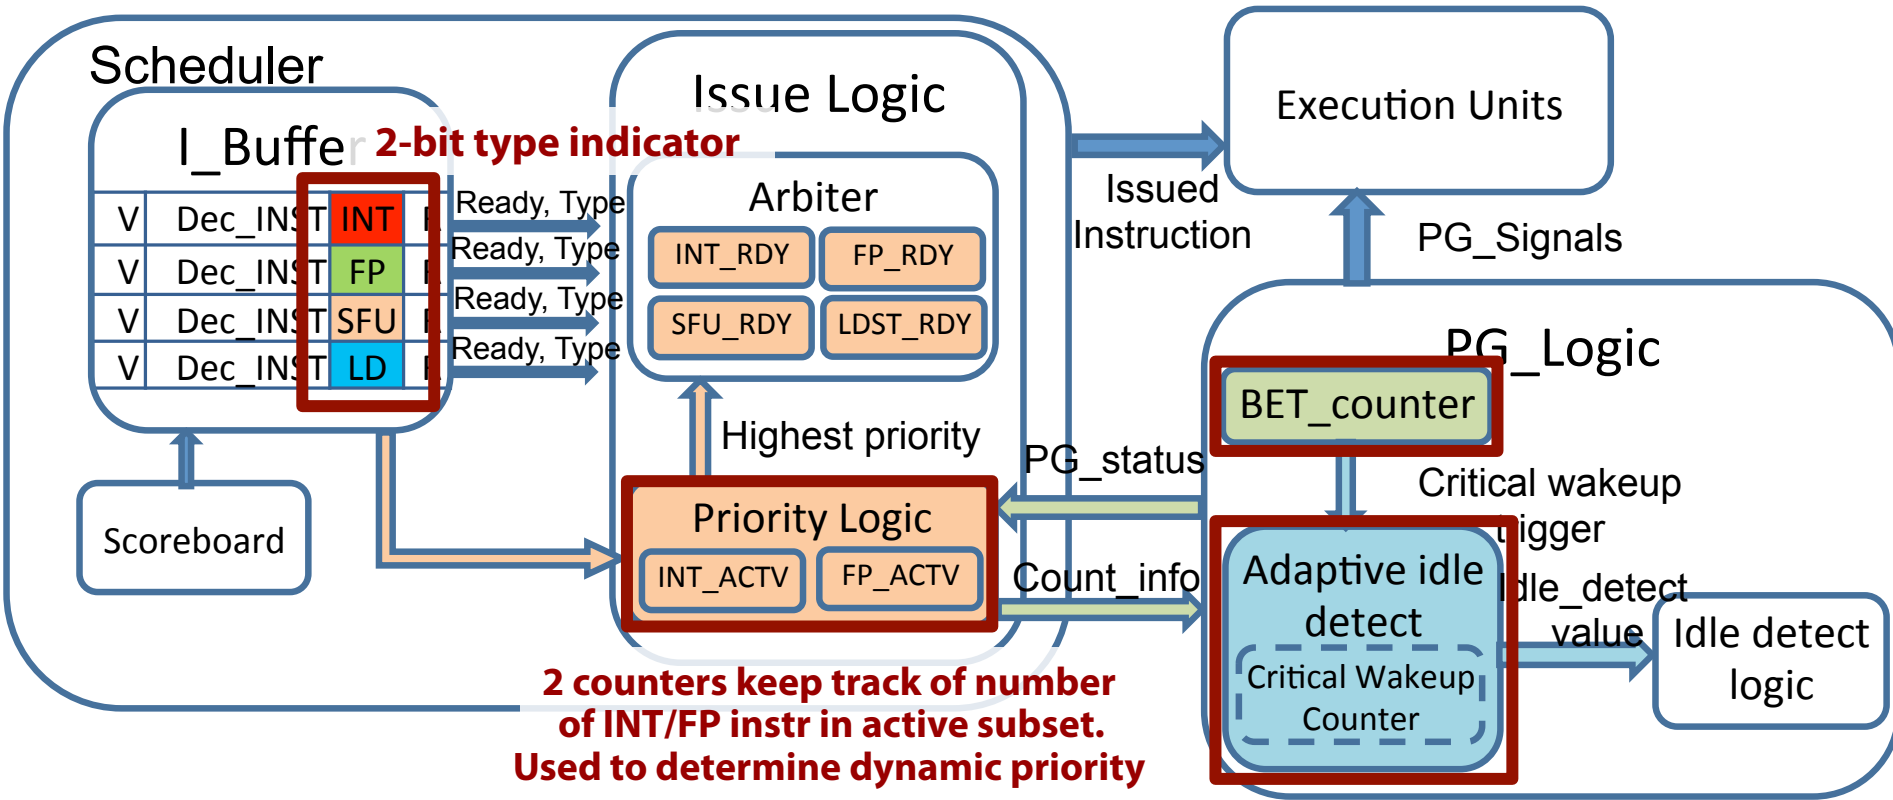 Scheduler
I_Buffer
2-bit type indicator
V Dec_INST INT R
V Dec_INST FP R
V Dec_INST SFU R
V Dec_INST LD R
Ready, Type
Ready, Type
Ready, Type
Ready, Type
Scoreboard
Issue Logic
Arbiter
INT_RDY
FP_RDY
SFU_RDY
LDST_RDY
Highest priority
Priority Logic
INT_ACTV
FP_ACTV
2 counters keep track of number
of INT/FP instr in active subset.
Used to determine dynamic priority
Issued
Instruction
Execution Units
PG_Signals
PG_status
Count_info
PG_Logic
BET_counter
Critical wakeup
trigger
Adaptive idle
detect
Critical Wakeup
Counter
Idle_detect
value
Idle detect
logic